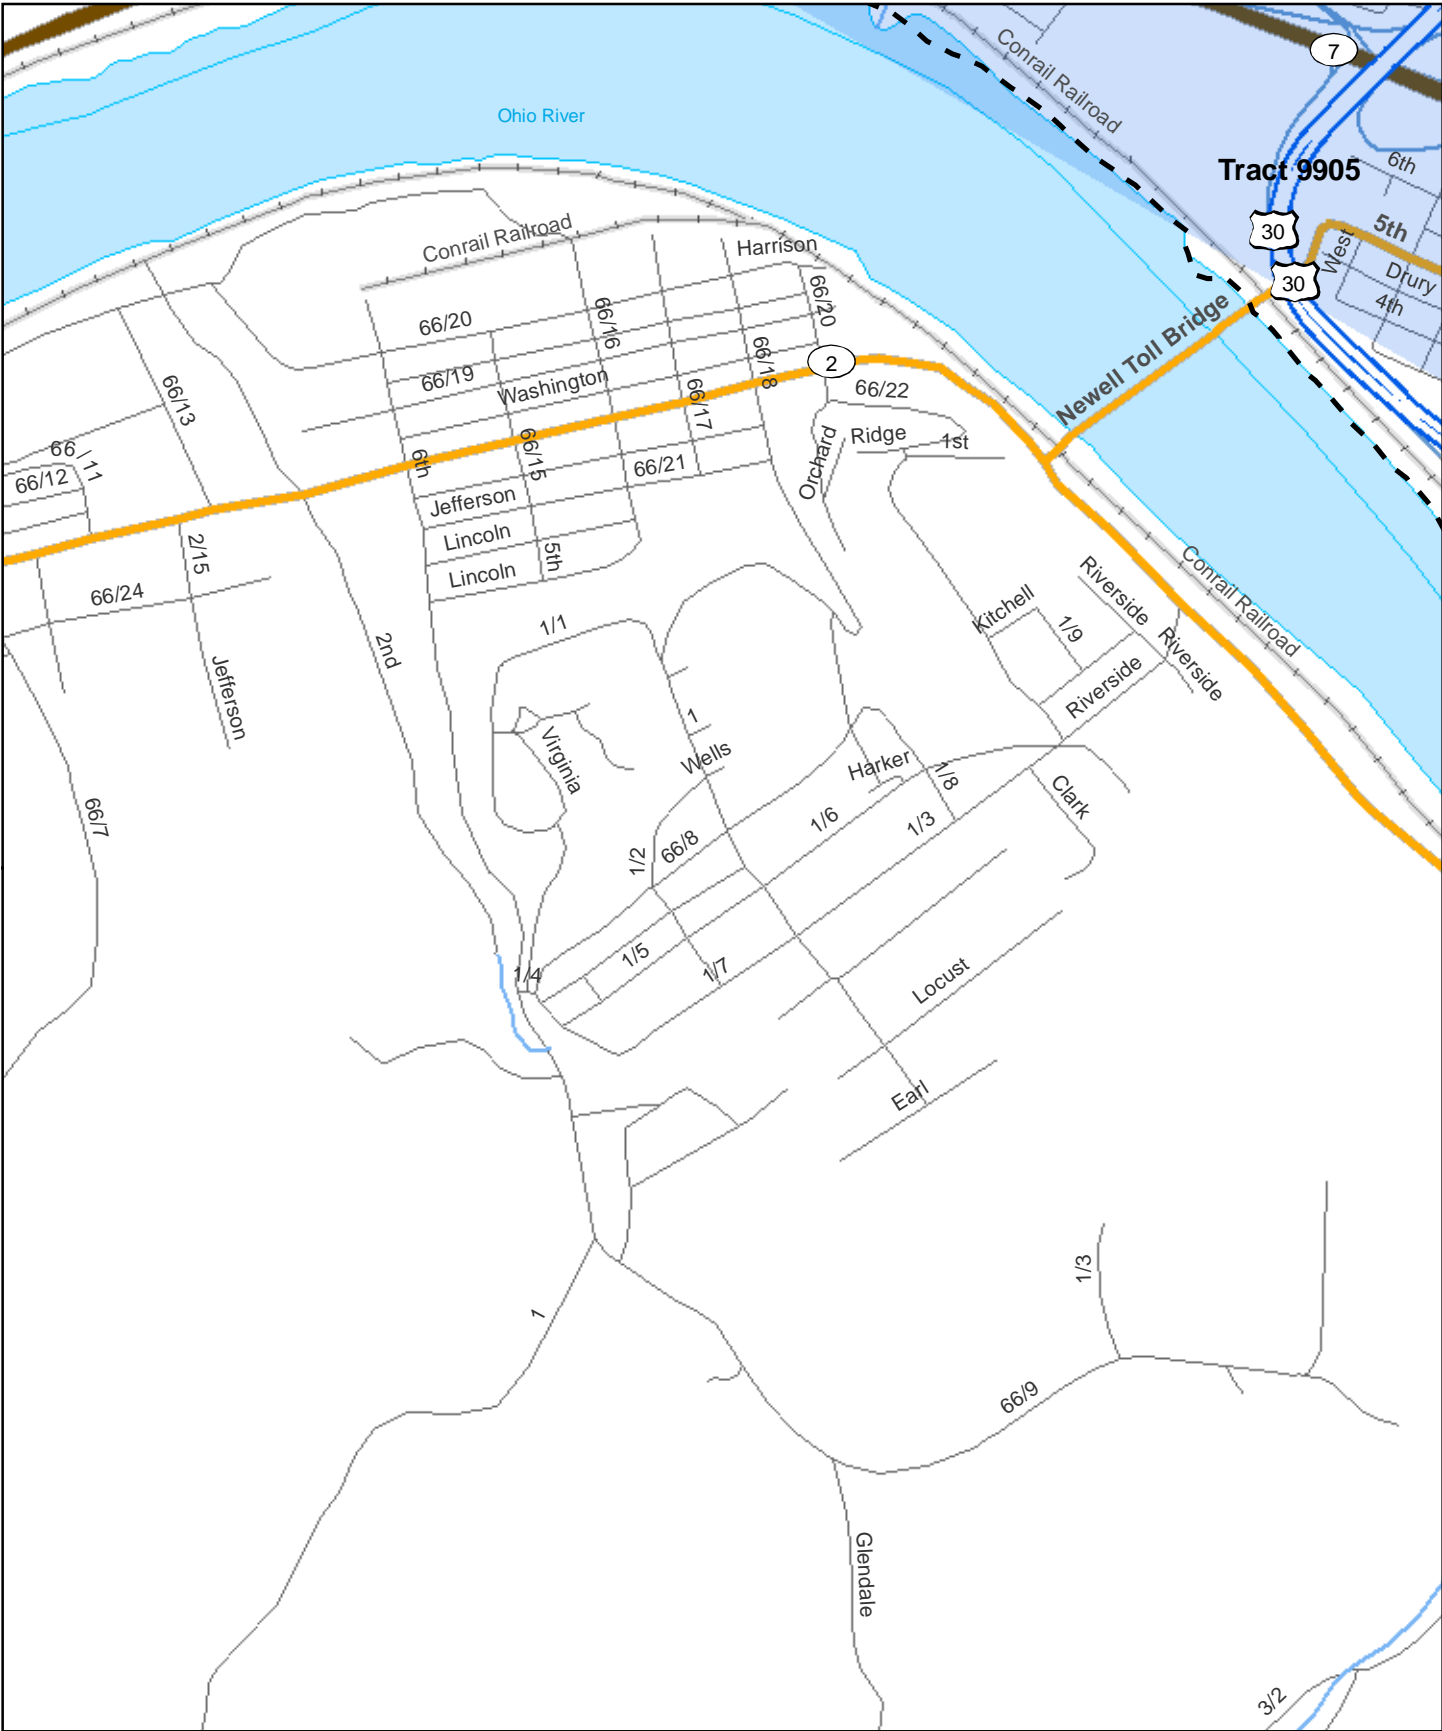 Conrail Railroad
7
Ohio River
6th
Tract 9905
30
5th
West
Conrail Railroad
Harrison
Drury
30
66/20
4th
66/16
66/20
Newell Toll Bridge
66/19
66/18
2
Washington
66/13
66/17
66/22
66/11
66/12
6th
66/15
66/21
Orchard
Ridge
1st
Jefferson
Lincoln
5th
2/15
Lincoln
66/24
Conrail Railroad
Riverside
Kitchell
1/9
1/1
2nd
Riverside
Jefferson
Riverside
1
Virginia
Wells
Harker
1/8
Clark
66/7
1/6
1/3
1/2
66/8
1/5
1/4
1/7
Locust
Earl
1/3
1
66/9
Glendale
3/2